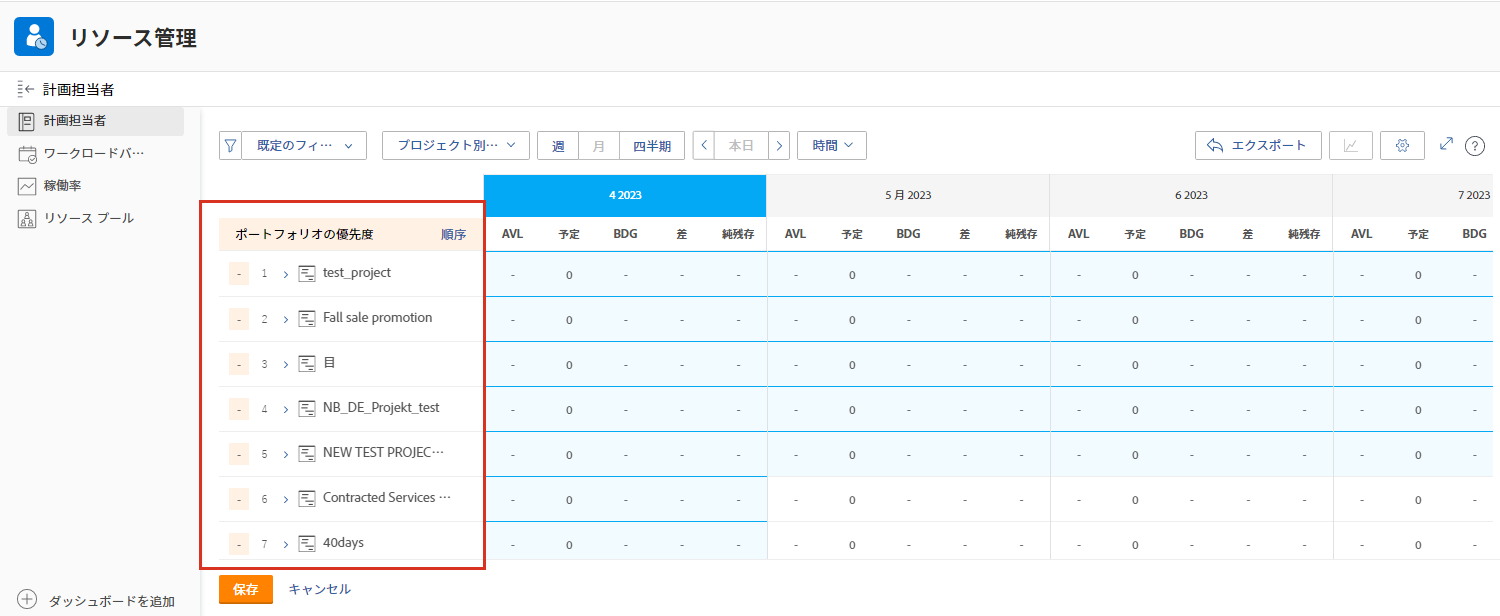 リソース管理
計画担当者
計画担当者
ワークロードバ…
稼働率
リソース プール
ダッシュボードを追加
既定のフィ… プロジェクト別… 週 月 四半期 本日 時間 エクスポート ?
4 2023 5 月 2023 6 2023 7 2023
ポートフォリオの優先度 順序 AVL 予定 BDG 差 純残存 AVL 予定 BDG 差 純残存 AVL 予定 BDG 差 純残存 AVL 予定 BDG
- 1 test_project - 0 - - - - 0 - - - - 0 - - - - 0 -
- 2 Fall sale promotion - 0 - - - - 0 - - - - 0 - - - - 0 -
- 3 目 - 0 - - - - 0 - - - - 0 - - - - 0 -
- 4 NB_DE_Projekt_test - 0 - - - - 0 - - - - 0 - - - - 0 -
- 5 NEW TEST PROJEC… - 0 - - - - 0 - - - - 0 - - - - 0 -
- 6 Contracted Services … - 0 - - - - 0 - - - - 0 - - - - 0 -
- 7 40days - 0 - - - - 0 - - - - 0 - - - - 0 -
保存 キャンセル